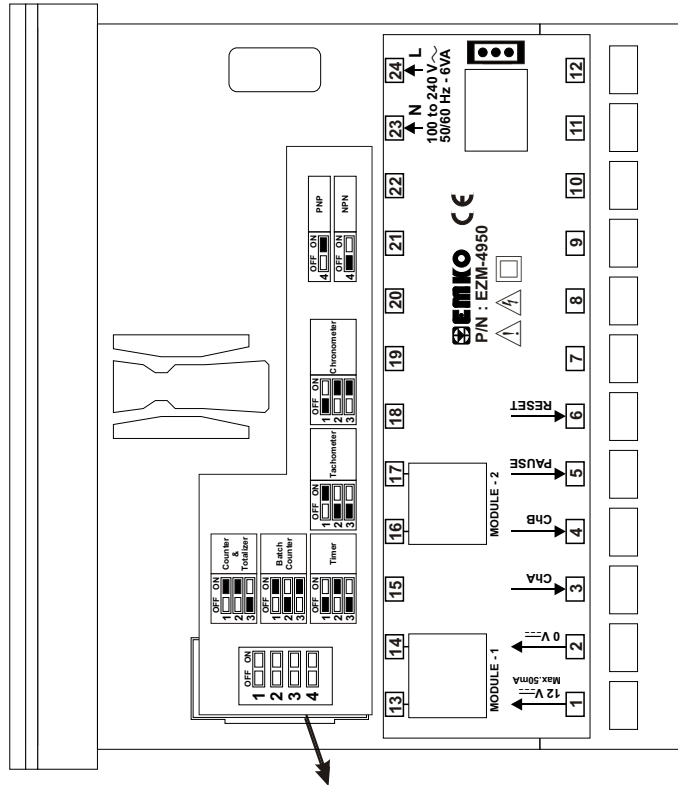 OFF ON
1
2
3
4
OFF ON
1
2
3
Counter
&
Totalizer
OFF ON
1
2
3
Batch
Counter
OFF ON
1
2
3
Timer
OFF ON
1
2
3
Tachometer
OFF ON
1
2
3
Chronometer
OFF ON
4
PNP
OFF ON
4
NPN
13
14
15
16
17
18
19
20
21
22
23
24
N
L
100 to 240 V
50/60 Hz - 6VA
MODULE - 1
MODULE - 2
EMKO CE
P/N : EZM-4950
12 V
Max.50mA
0 V
ChA
ChB
PAUSE
RESET
1
2
3
4
5
6
7
8
9
10
11
12